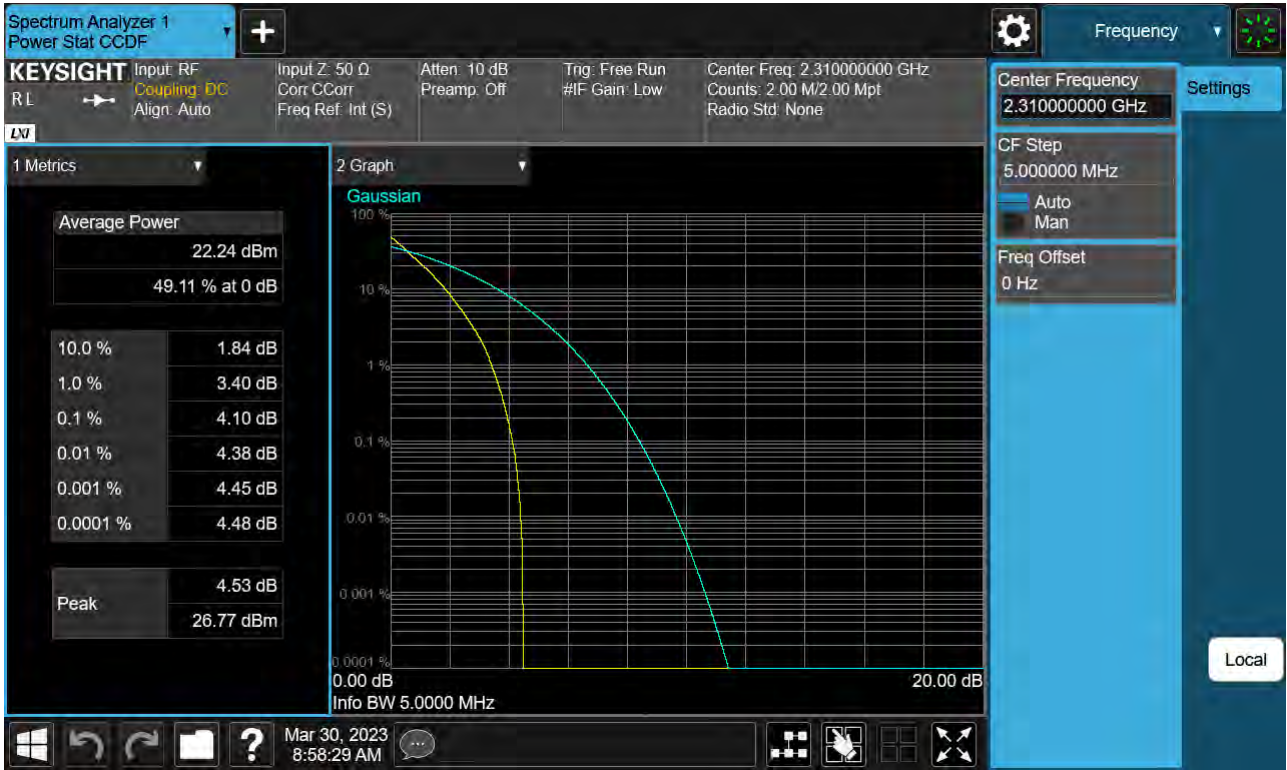 Spectrum Analyzer 1
Power Stat CCDF
Frequency
KEYSIGHT
R L
LXI
Input: RF
Coupling: DC
Align: Auto
Input Z: 50 Ω
Corr CCorr
Freq Ref: Int (S)
Atten: 10 dB
Preamp: Off
Trig: Free Run
#IF Gain: Low
Center Freq: 2.310000000 GHz
Counts: 2.00 M/2.00 Mpt
Radio Std: None
Center Frequency
2.310000000 GHz
Settings
CF Step
5.000000 MHz
Auto
Man
Freq Offset
0 Hz
Local
1 Metrics
Average Power
22.24 dBm
49.11 % at 0 dB
10.0 % 1.84 dB
1.0 % 3.40 dB
0.1 % 4.10 dB
0.01 % 4.38 dB
0.001 % 4.45 dB
0.0001 % 4.48 dB
Peak 4.53 dB
26.77 dBm
2 Graph
Gaussian
100 %
10 %
1 %
0.1 %
0.01 %
0.001 %
0.0001 %
0.00 dB 20.00 dB
Info BW 5.0000 MHz
?
Mar 30, 2023
8:58:29 AM